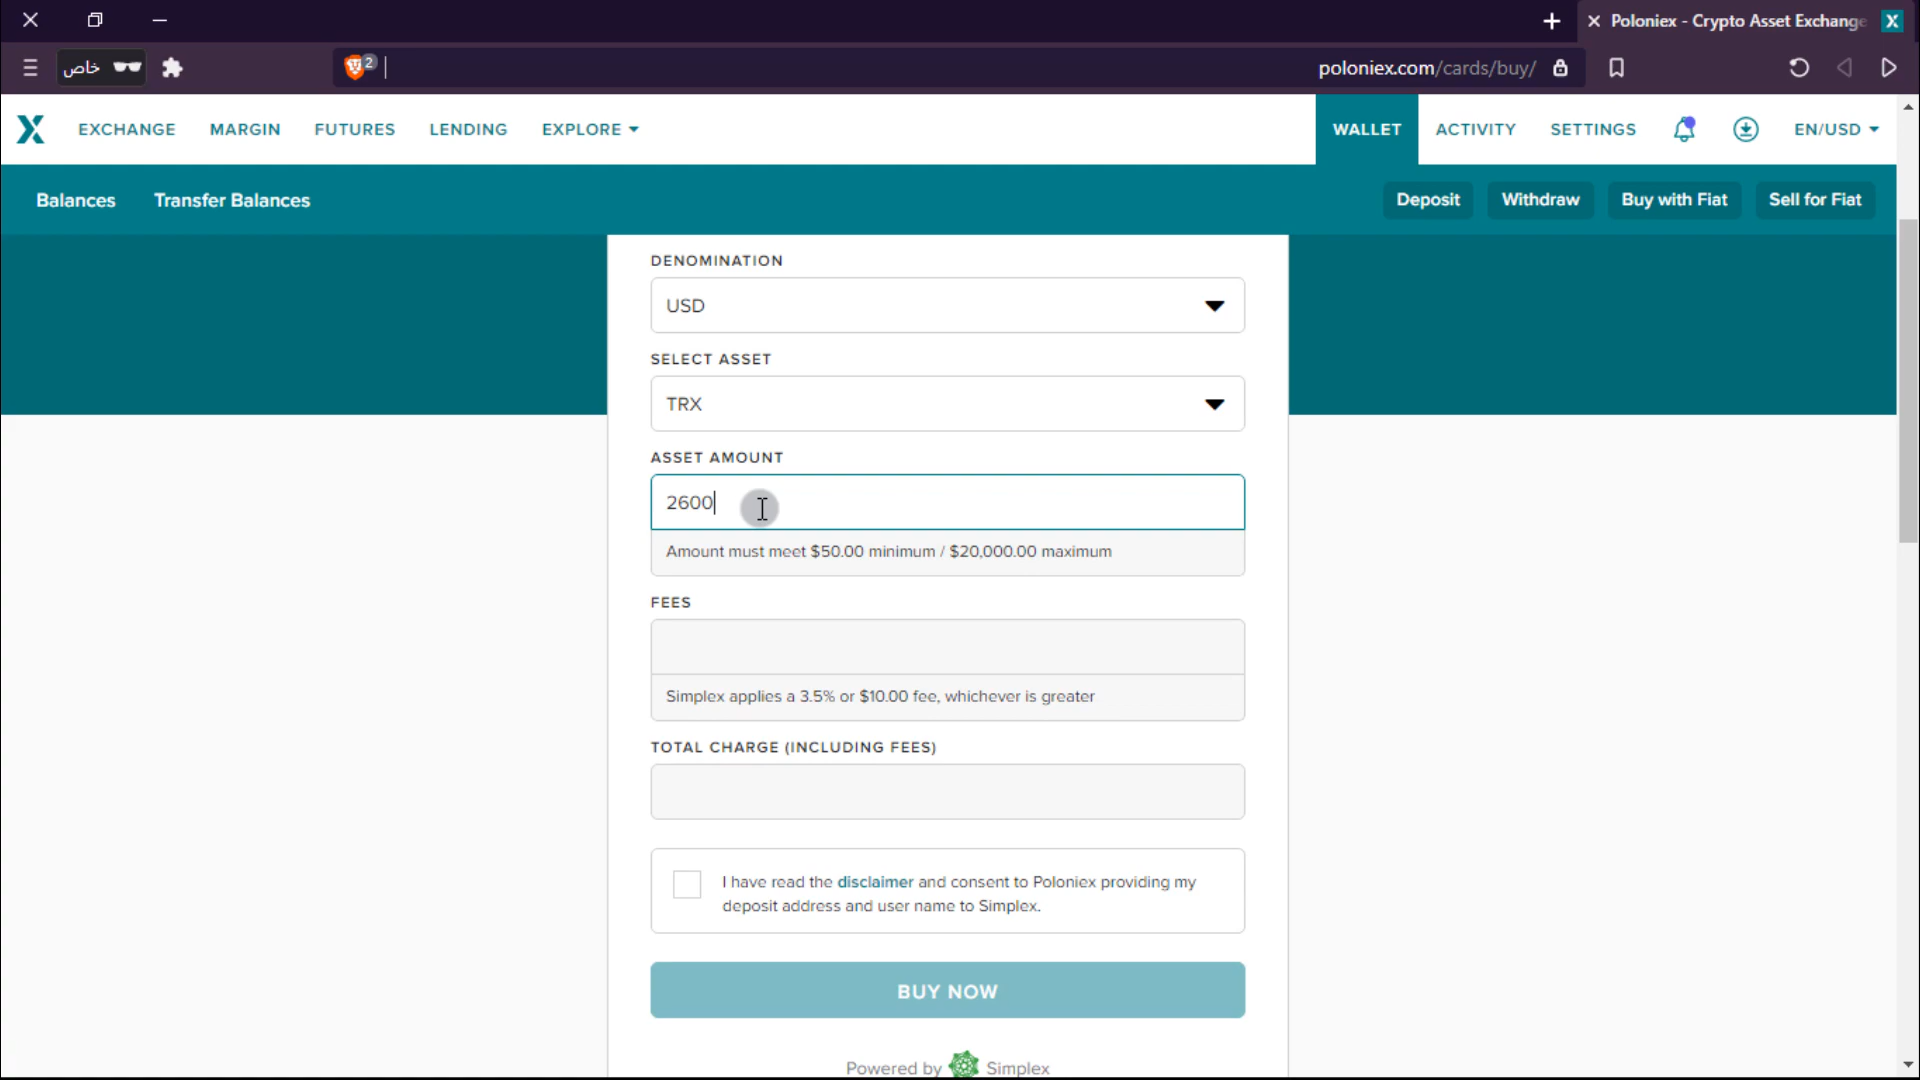 Poloniex - Crypto Asset Exchange
خاص
2
poloniex.com/cards/buy/
EXCHANGE
MARGIN
FUTURES
LENDING
EXPLORE
WALLET
ACTIVITY
SETTINGS
EN/USD
Balances
Transfer Balances
Deposit
Withdraw
Buy with Fiat
Sell for Fiat
DENOMINATION
USD
SELECT ASSET
TRX
ASSET AMOUNT
2600
Amount must meet $50.00 minimum / $20,000.00 maximum
FEES
Simplex applies a 3.5% or $10.00 fee, whichever is greater
TOTAL CHARGE (INCLUDING FEES)
I have read the disclaimer and consent to Poloniex providing my
deposit address and user name to Simplex.
BUY NOW
Powered by Simplex